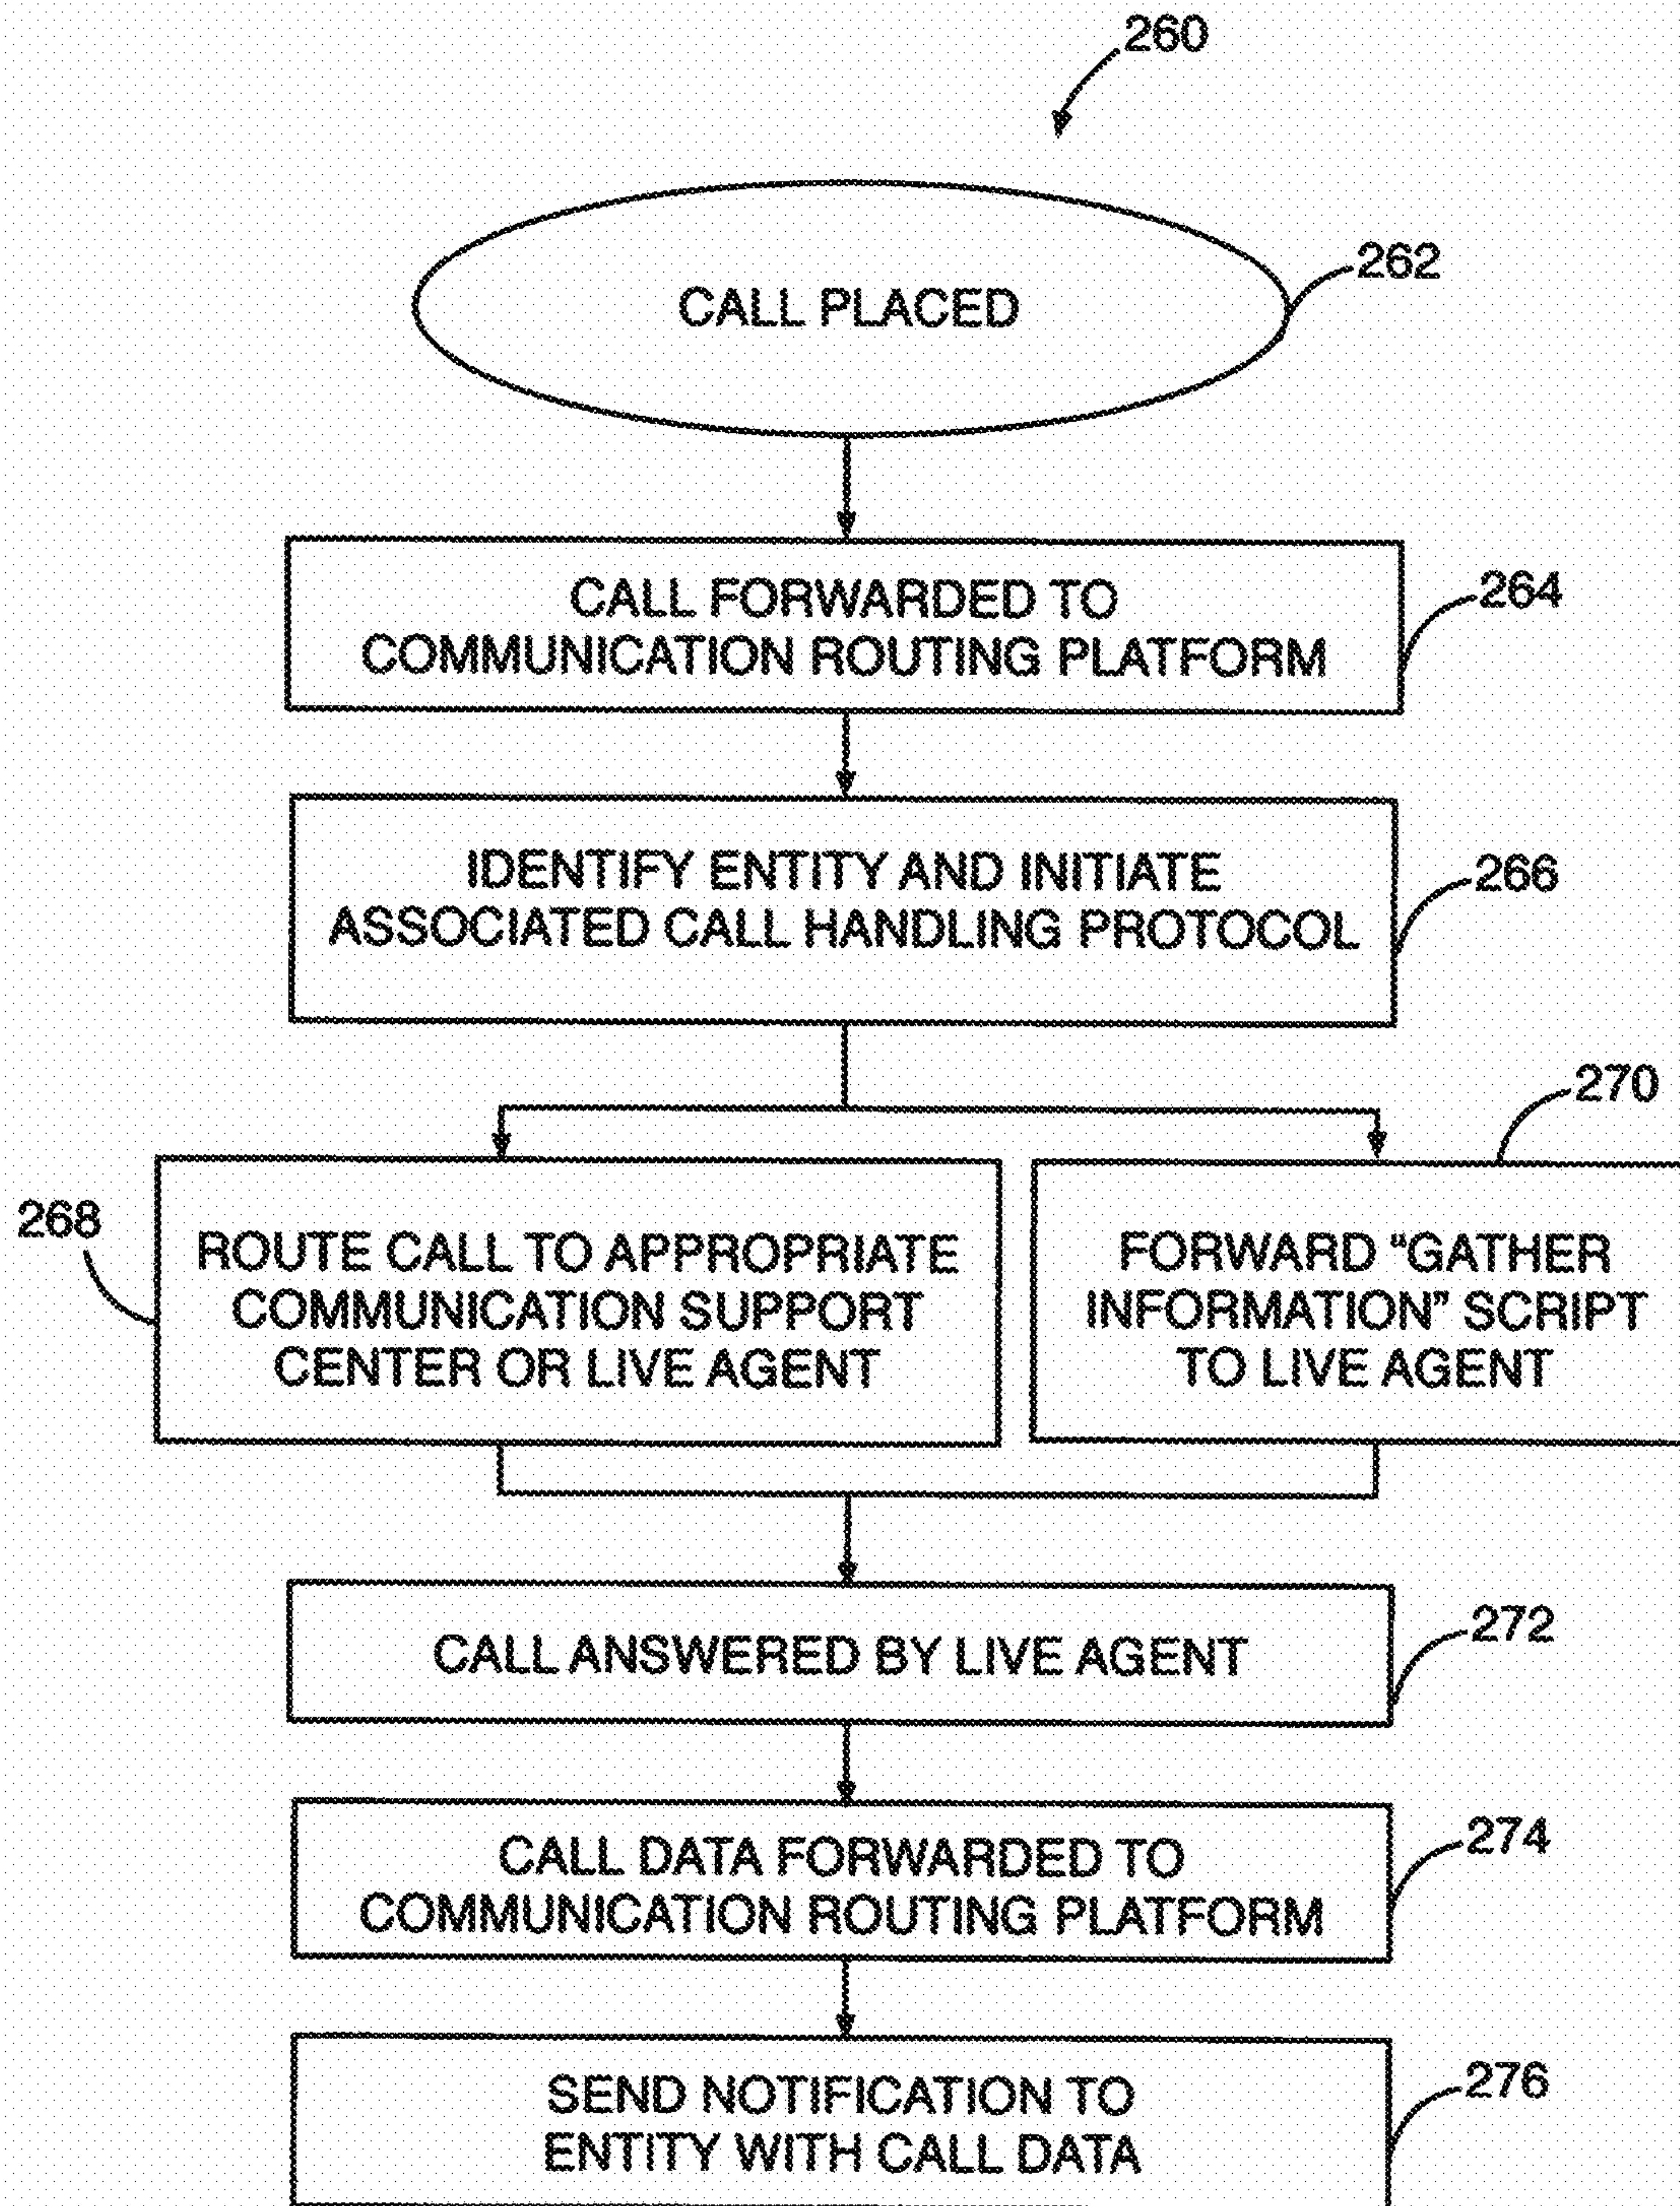 260
CALL PLACED
262
CALL FORWARDED TO
COMMUNICATION ROUTING PLATFORM
264
IDENTIFY ENTITY AND INITIATE
ASSOCIATED CALL HANDLING PROTOCOL
266
268
ROUTE CALL TO APPROPRIATE
COMMUNICATION SUPPORT
CENTER OR LIVE AGENT
270
FORWARD “GATHER
INFORMATION” SCRIPT
TO LIVE AGENT
CALL ANSWERED BY LIVE AGENT
272
CALL DATA FORWARDED TO
COMMUNICATION ROUTING PLATFORM
274
SEND NOTIFICATION TO
ENTITY WITH CALL DATA
276